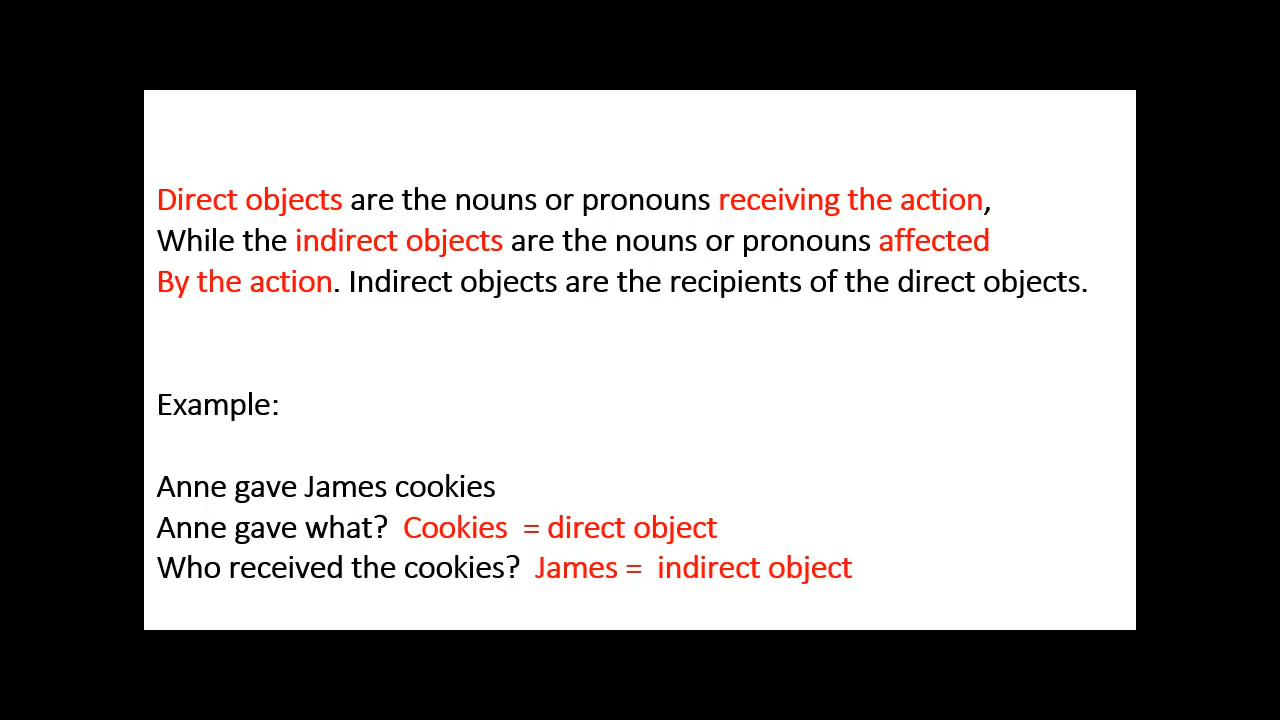 Direct objects are the nouns or pronouns receiving the action,
While the indirect objects are the nouns or pronouns affected
By the action. Indirect objects are the recipients of the direct objects.
Example:
Anne gave James cookies
Anne gave what?  Cookies  = direct object
Who received the cookies?  James =  indirect object